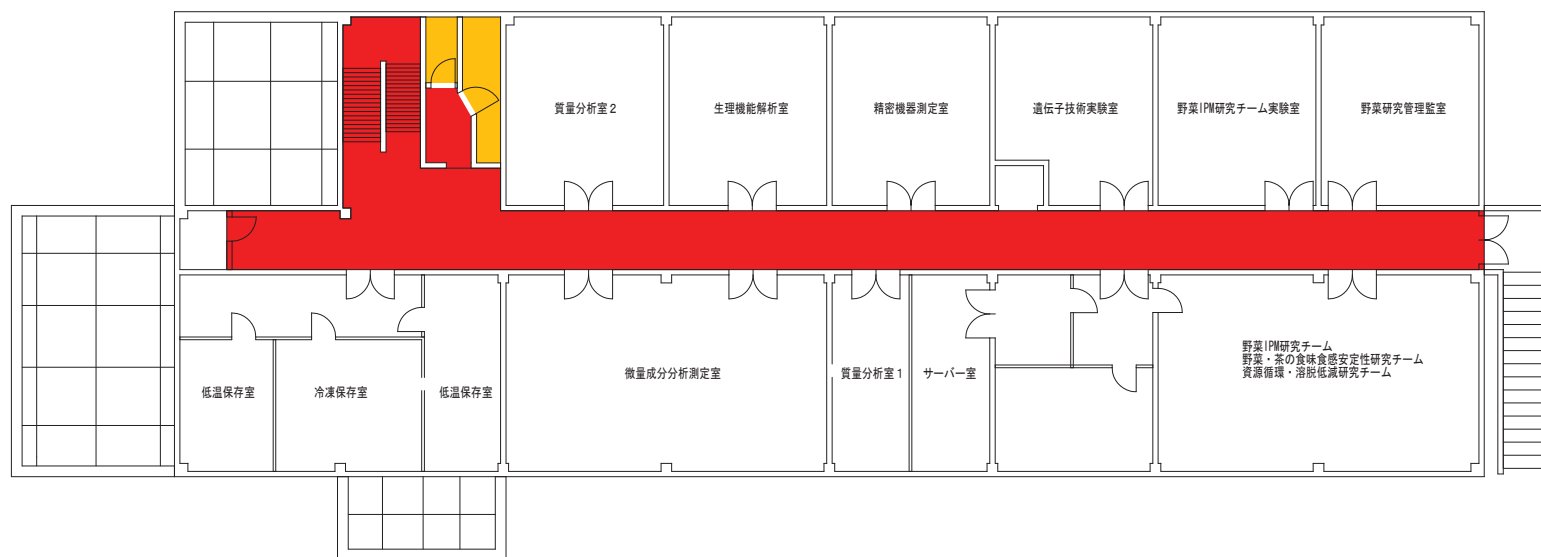 質量分析室２
生理機能解析室
精密機器測定室
遺伝子技術実験室
野菜IPM研究チーム実験室
野菜研究管理監室
低温保存室
冷凍保存室
低温保存室
微量成分分析測定室
質量分析室１
サーバー室
野菜IPM研究チーム
野菜・茶の食味食感安定性研究チーム
資源循環・溶脱低減研究チーム